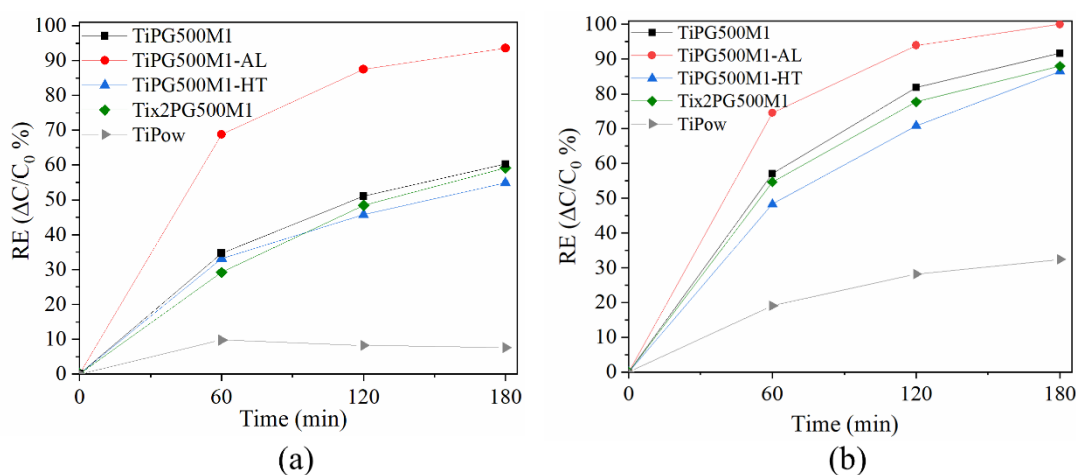 100
90
80
70
60
50
40
30
20
10
0
RE (ΔC/C₀ %)
TiPG500M1
TiPG500M1-AL
TiPG500M1-HT
Tix2PG500M1
TiPow
0 60 120 180
Time (min)
(a)
100
90
80
70
60
50
40
30
20
10
0
RE (ΔC/C₀ %)
TiPG500M1
TiPG500M1-AL
TiPG500M1-HT
Tix2PG500M1
TiPow
0 60 120 180
Time (min)
(b)